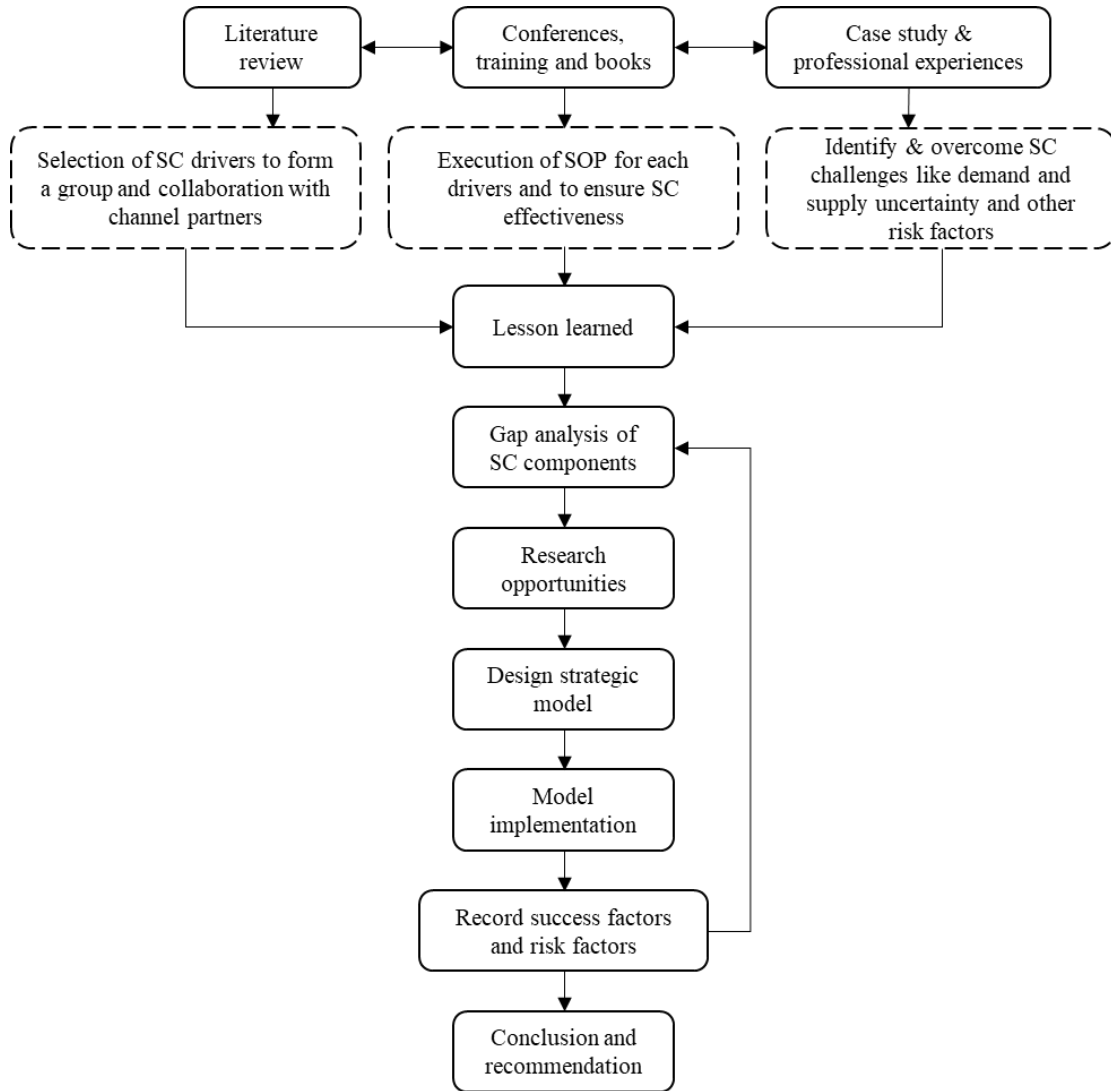 Literature
review
Conferences,
training and books
Case study &
professional experiences
Selection of SC drivers to form
a group and collaboration with
channel partners
Execution of SOP for each
drivers and to ensure SC
effectiveness
Identify & overcome SC
challenges like demand and
supply uncertainty and other
risk factors
Lesson learned
Gap analysis of
SC components
Research
opportunities
Design strategic
model
Model
implementation
Record success factors
and risk factors
Conclusion and
recommendation